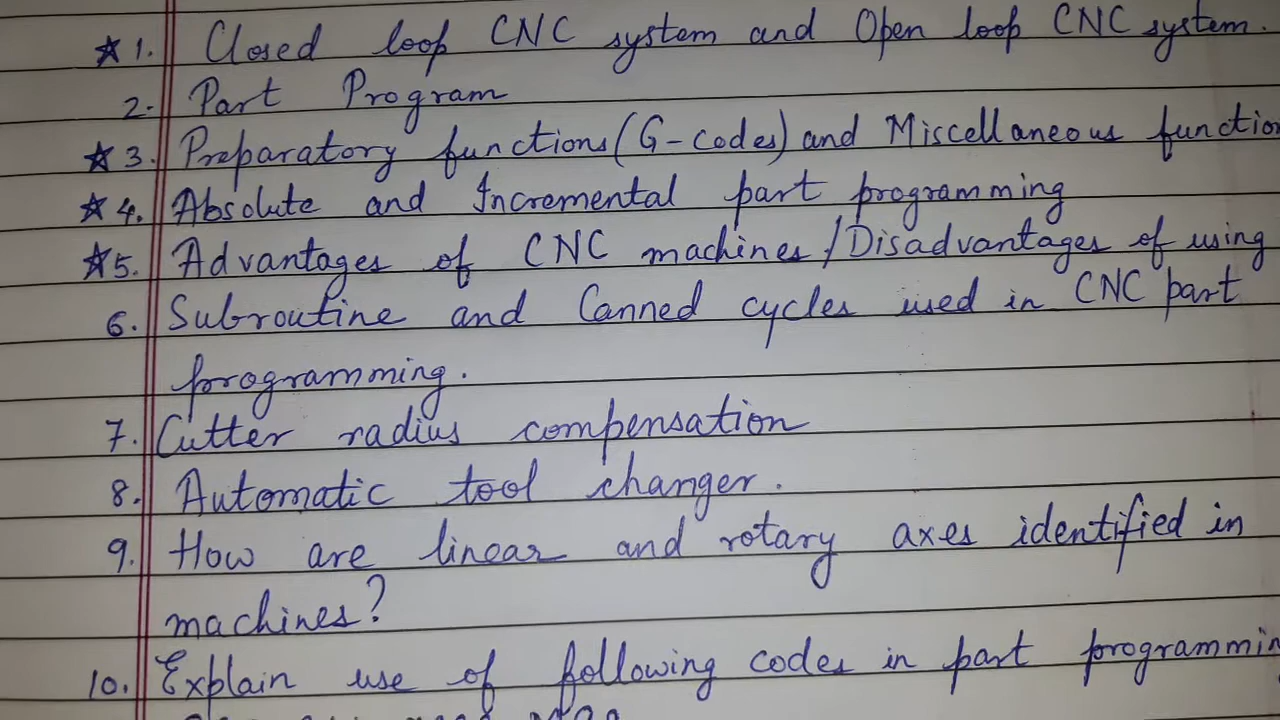 ☆ 1. Closed loop CNC system and Open loop CNC system.
2. Part Program
☆ 3. Preparatory functions (G-codes) and Miscellaneous function
☆ 4. Absolute and Incremental part programming
☆ 5. Advantages of CNC machines / Disadvantages of using
6. Subroutine and Canned cycles used in CNC part
programming.
7. Cutter radius compensation
8. Automatic tool changer.
9. How are linear and rotary axes identified in
machines?
10. Explain use of following codes in part programmin